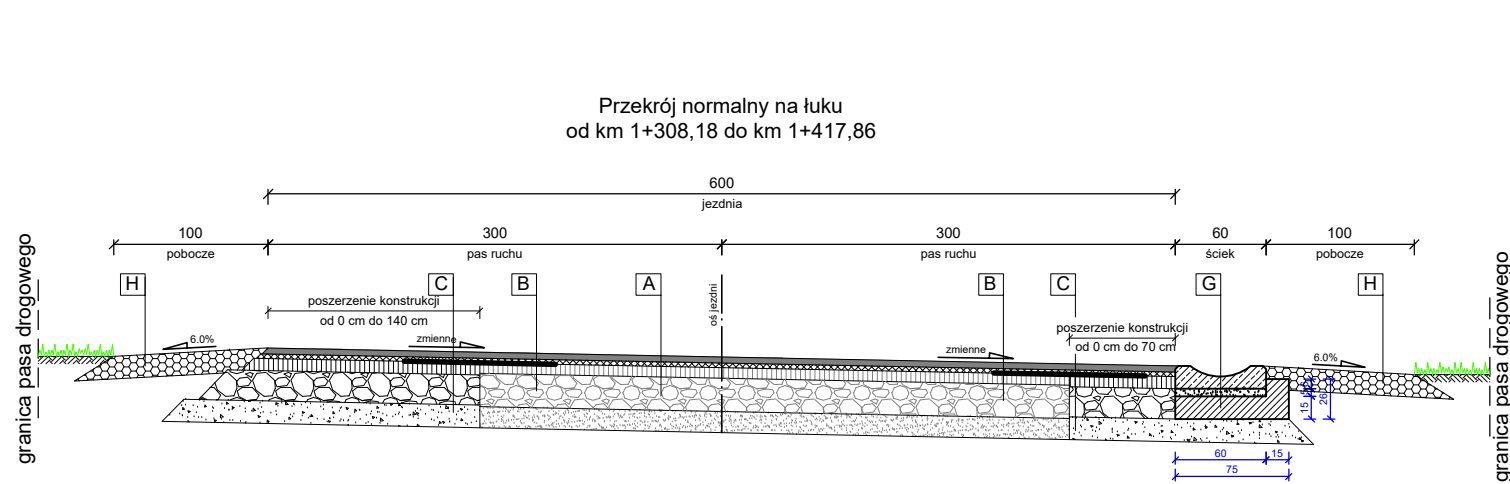 Przekrój normalny na łuku
od km 1+308,18 do km 1+417,86
600
jezdnia
100
pobocze
300
pas ruchu
300
pas ruchu
60
ściek
100
pobocze
granica pasa drogowego
H
C
B
A
oś jezdni
B
C
G
H
granica pasa drogowego
poszerzenie konstrukcji
od 0 cm do 140 cm
poszerzenie konstrukcji
od 0 cm do 70 cm
6.0%
zmienne
zmienne
6.0%
15
26
60
15
75